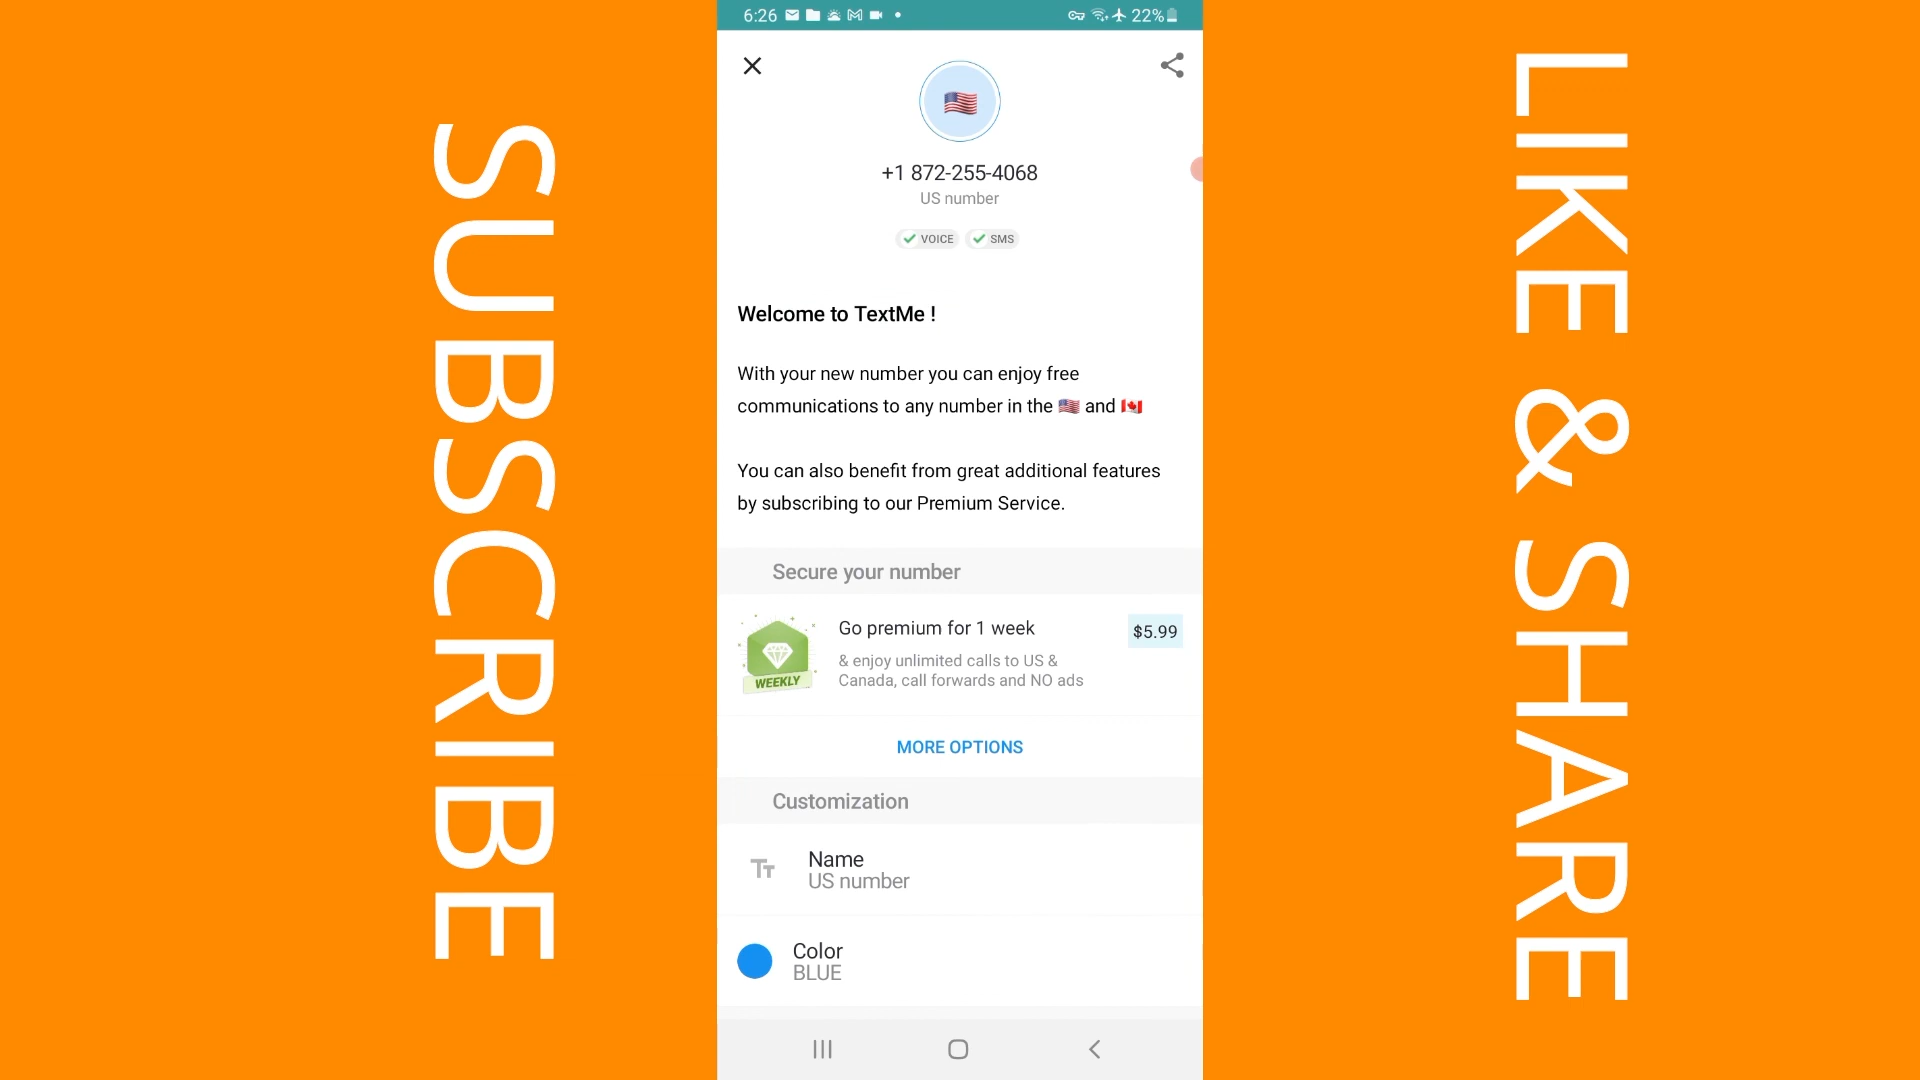 SUBSCRIBE
6:26
22%
+1 872-255-4068
US number
VOICE SMS
Welcome to TextMe !
With your new number you can enjoy free
communications to any number in the 🇺🇸 and 🇨🇦
You can also benefit from great additional features
by subscribing to our Premium Service.
Secure your number
Go premium for 1 week
$5.99
& enjoy unlimited calls to US &
Canada, call forwards and NO ads
WEEKLY
MORE OPTIONS
Customization
Name
US number
Color
BLUE
LIKE & SHARE